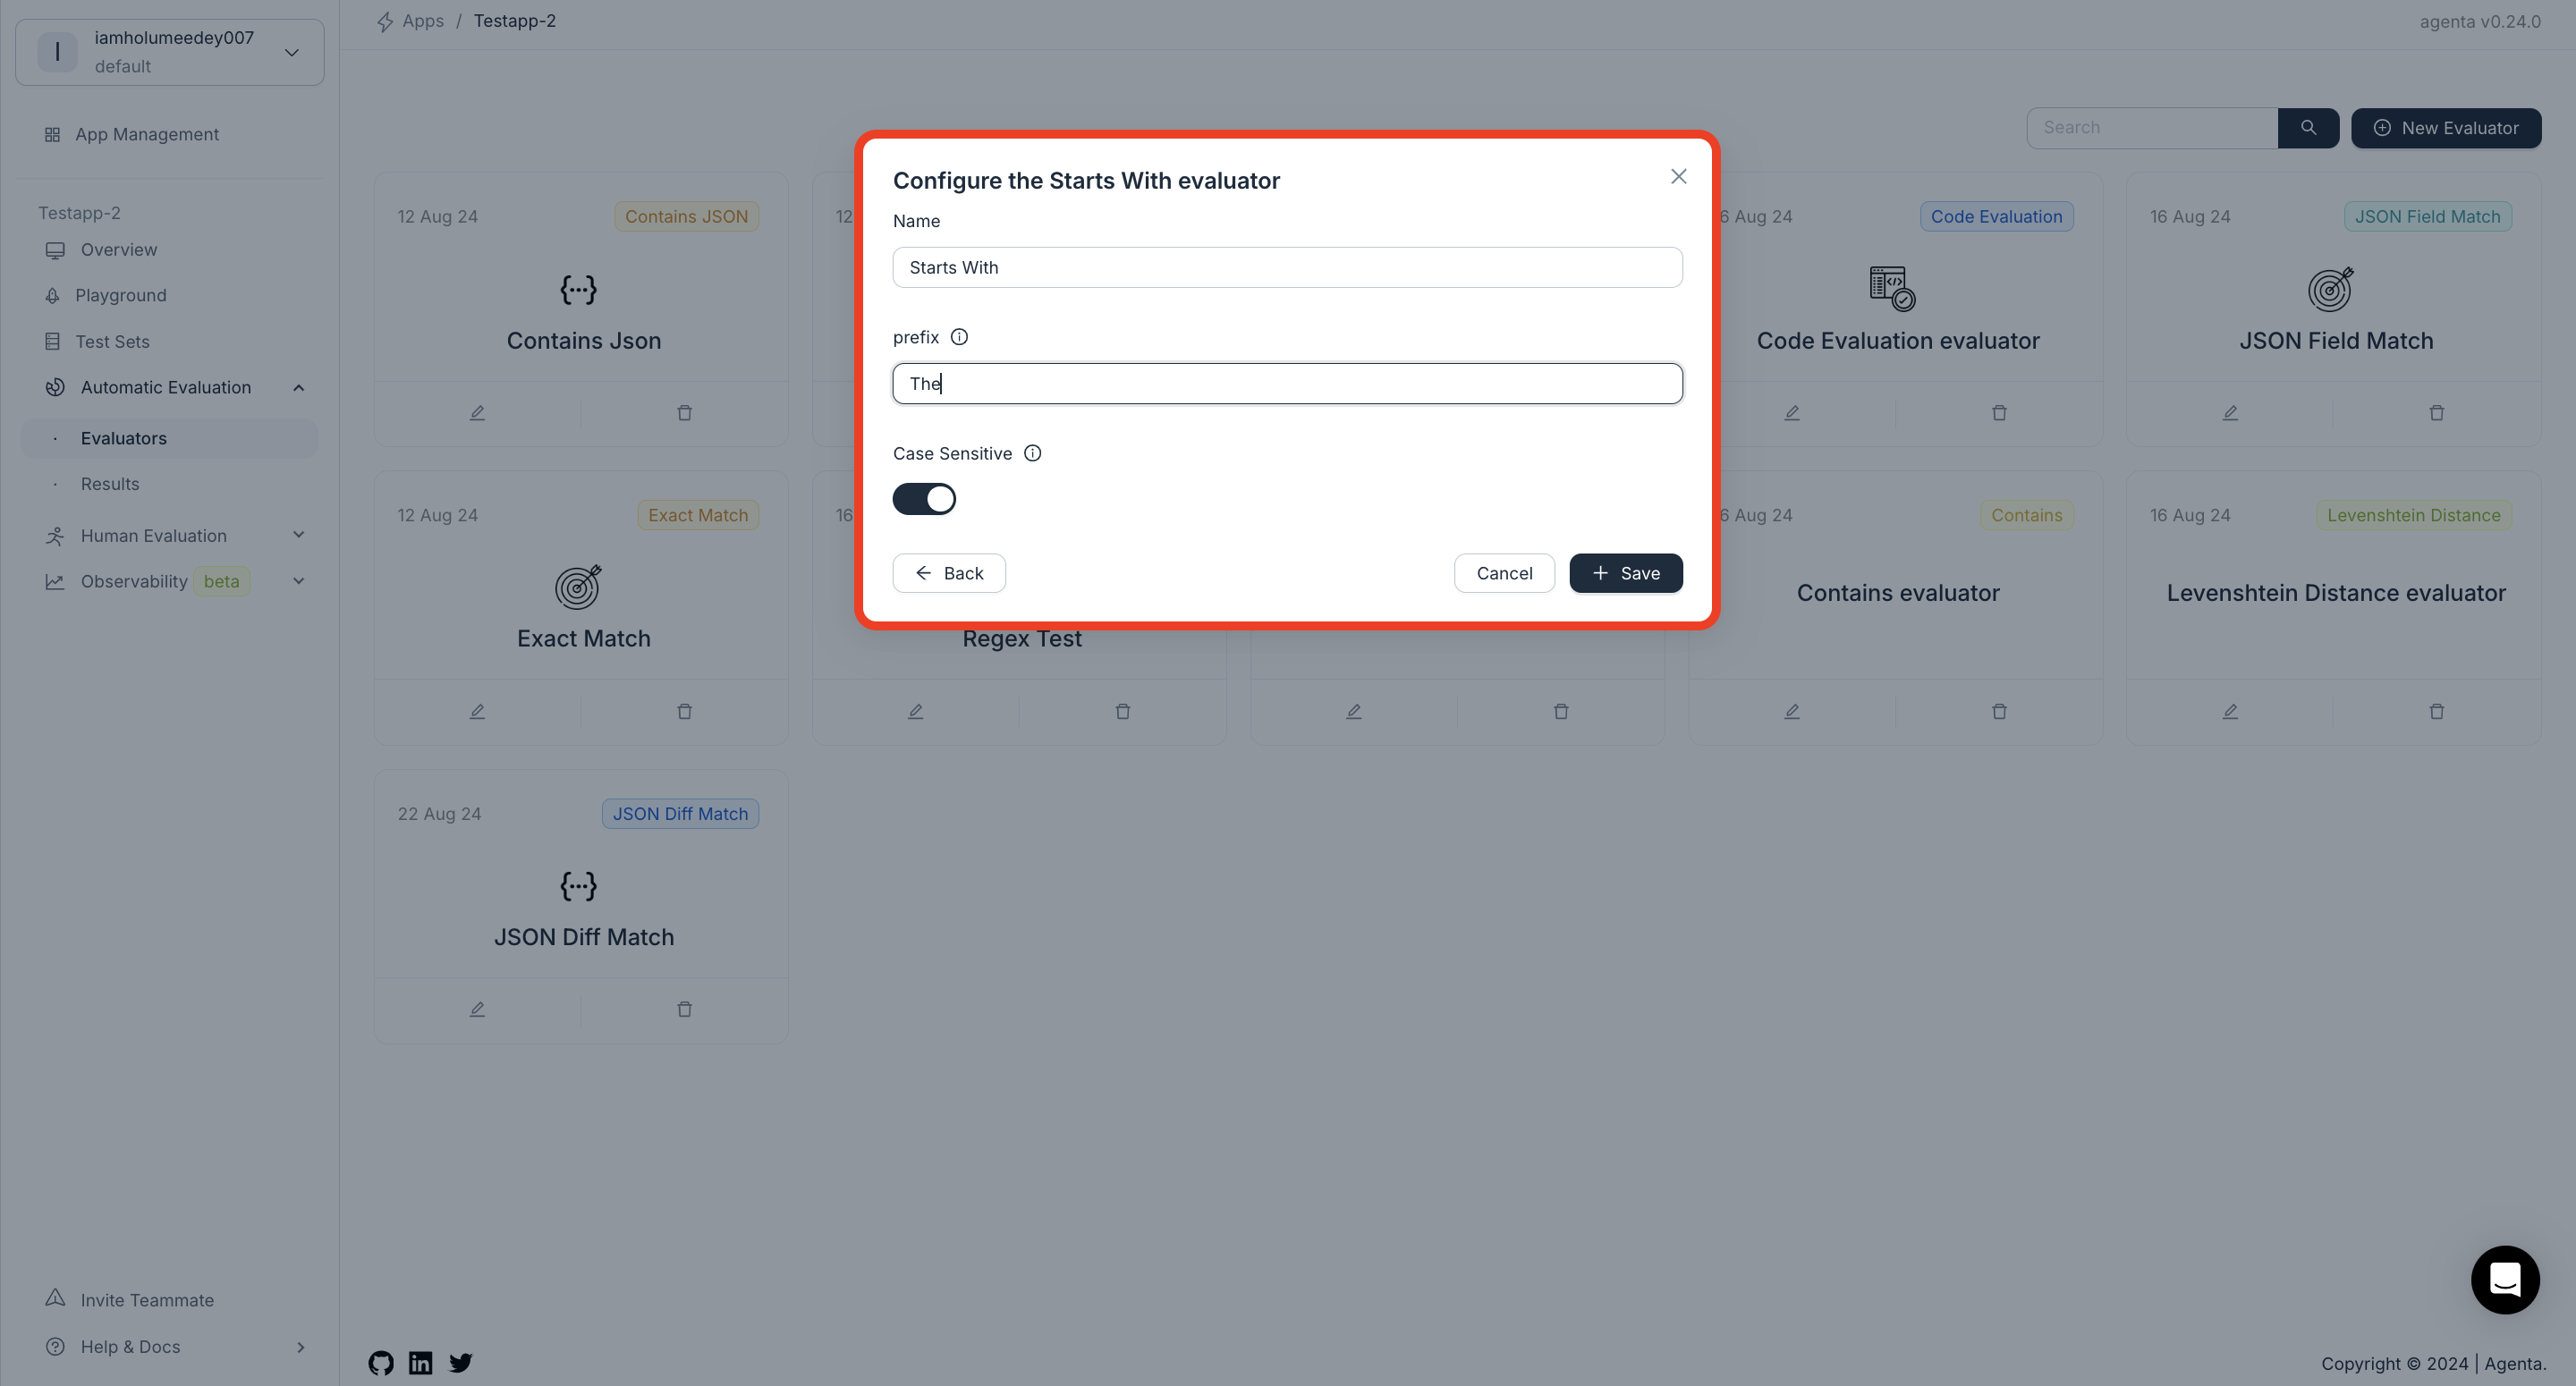 I
iamholumeedey007
default
App Management
Testapp-2
Overview
Playground
Test Sets
Automatic Evaluation
· Evaluators
· Results
Human Evaluation
Observability beta
Invite Teammate
Help & Docs
Apps / Testapp-2
agenta v0.24.0
Search
New Evaluator
12 Aug 24
Contains JSON
Contains Json
12
6 Aug 24
Code Evaluation
Code Evaluation evaluator
16 Aug 24
JSON Field Match
JSON Field Match
12 Aug 24
Exact Match
Exact Match
16
Regex Test
6 Aug 24
Contains
Contains evaluator
16 Aug 24
Levenshtein Distance
Levenshtein Distance evaluator
22 Aug 24
JSON Diff Match
JSON Diff Match
Configure the Starts With evaluator
Name
Starts With
prefix
The
Case Sensitive
Back
Cancel
Save
Copyright © 2024 | Agenta.